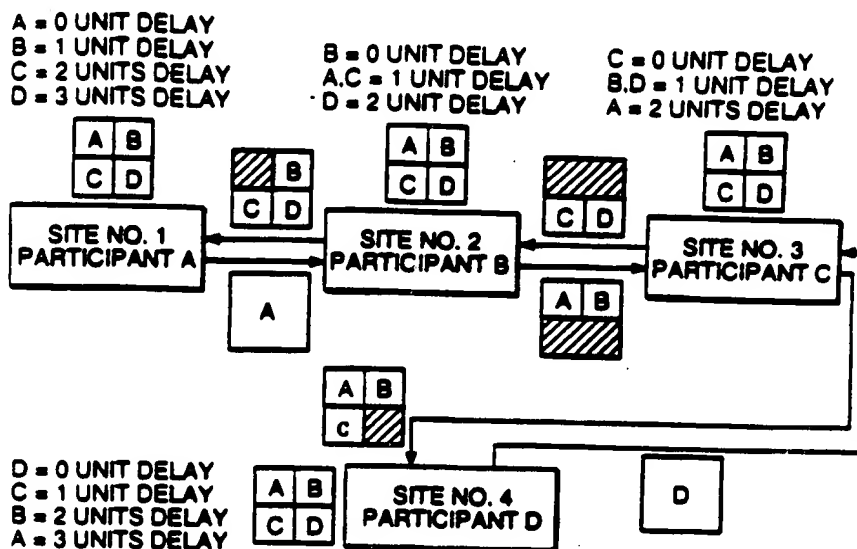 A = 0 UNIT DELAY
B = 1 UNIT DELAY
C = 2 UNITS DELAY
D = 3 UNITS DELAY
B = 0 UNIT DELAY
A.C = 1 UNIT DELAY
D = 2 UNIT DELAY
C = 0 UNIT DELAY
B.D = 1 UNIT DELAY
A = 2 UNITS DELAY
A B
C D
B
C D
A B
C D
C D
A B
C D
SITE NO. 1
PARTICIPANT A
SITE NO. 2
PARTICIPANT B
SITE NO. 3
PARTICIPANT C
A
A B
A B
C
D = 0 UNIT DELAY
C = 1 UNIT DELAY
B = 2 UNITS DELAY
A = 3 UNITS DELAY
A B
C D
SITE NO. 4
PARTICIPANT D
D